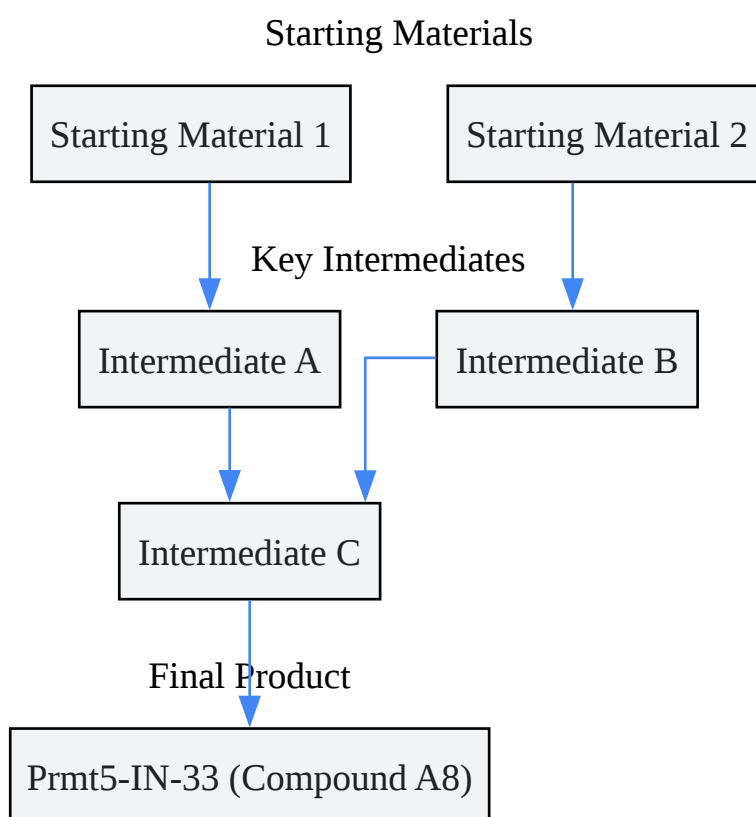 Starting Materials
Starting Material 1
Starting Material 2
Key Intermediates
Intermediate A
Intermediate B
Intermediate C
Final Product
Prmt5-IN-33 (Compound A8)